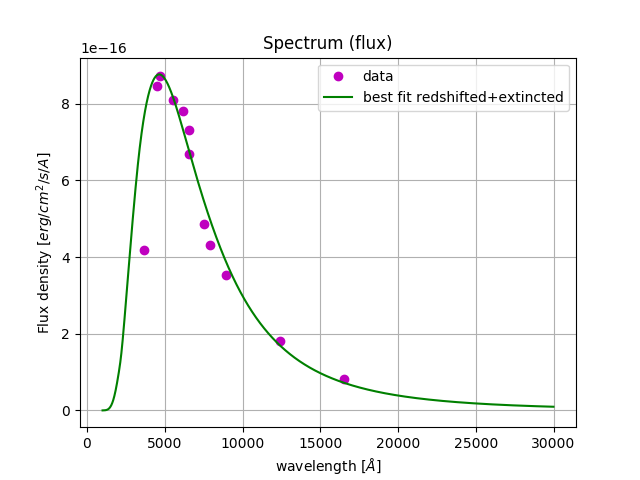 Spectrum (flux)
1e−16
data
best fit redshifted+extincted
8
6
4
2
0
Flux density [erg/cm²/s/A]
0 5000 10000 15000 20000 25000 30000
wavelength [Å]